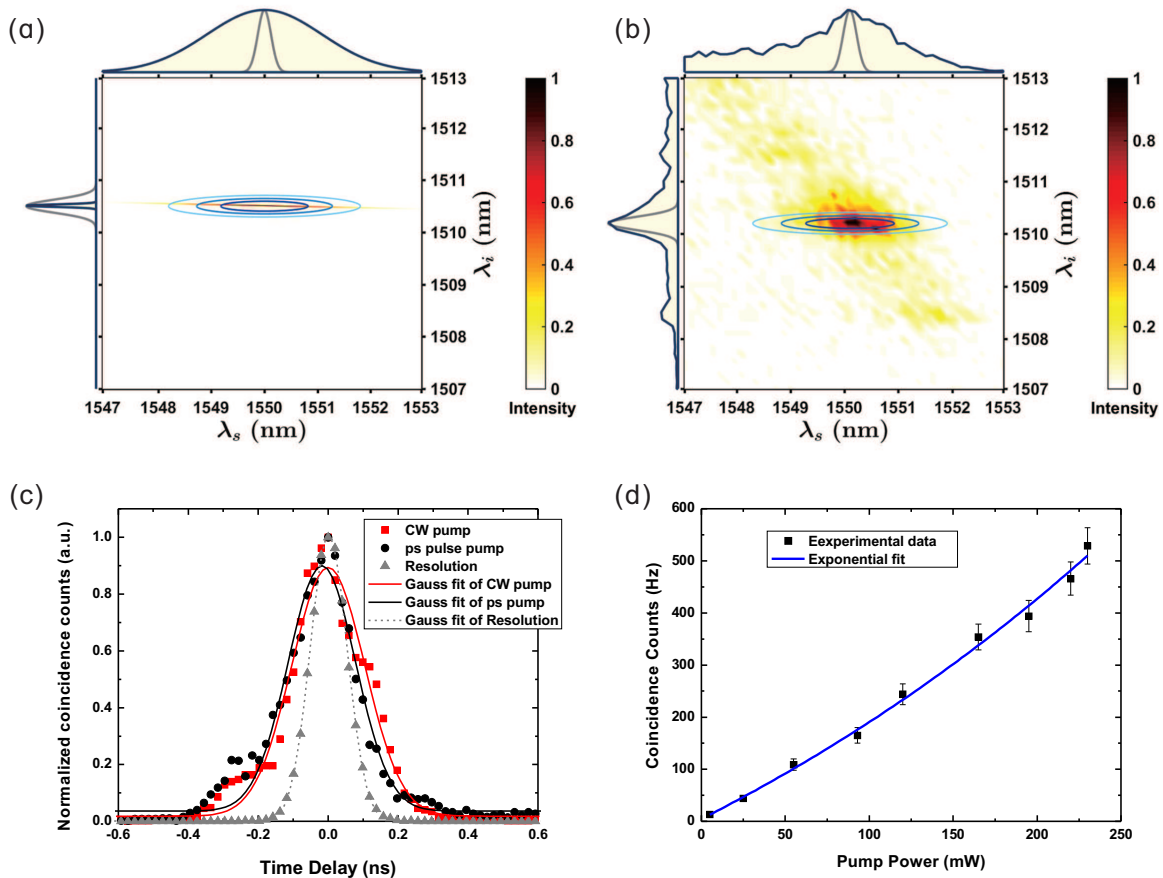 (a)
1513
1512
1511
1510
1509
1508
1507
λi (nm)
1547 1548 1549 1550 1551 1552 1553
λs (nm)
1
0.8
0.6
0.4
0.2
0
Intensity
(b)
1513
1512
1511
1510
1509
1508
1507
λi (nm)
1547 1548 1549 1550 1551 1552 1553
λs (nm)
1
0.8
0.6
0.4
0.2
0
Intensity
(c)
Normalized coincidence counts (a.u.)
1.0
0.8
0.6
0.4
0.2
0.0
-0.6 -0.4 -0.2 0.0 0.2 0.4 0.6
Time Delay (ns)
CW pump
ps pulse pump
Resolution
Gauss fit of CW pump
Gauss fit of ps pump
Gauss fit of Resolution
(d)
Coincidence Counts (Hz)
600
500
400
300
200
100
0
0 50 100 150 200 250
Pump Power (mW)
Eexperimental data
Exponential fit